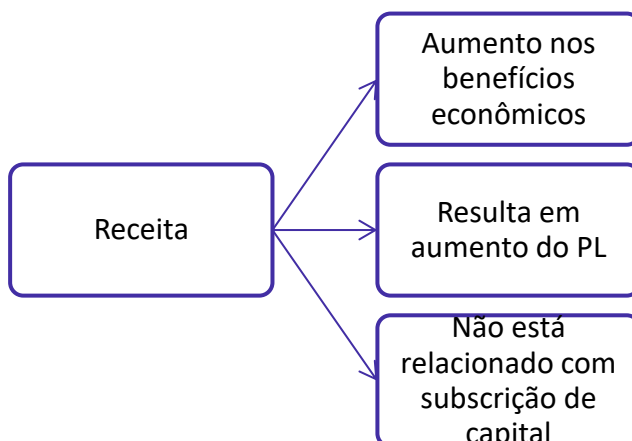 Aumento nos
benefícios
econômicos
Receita
Resulta em
aumento do PL
Não está
relacionado com
subscrição de
capital